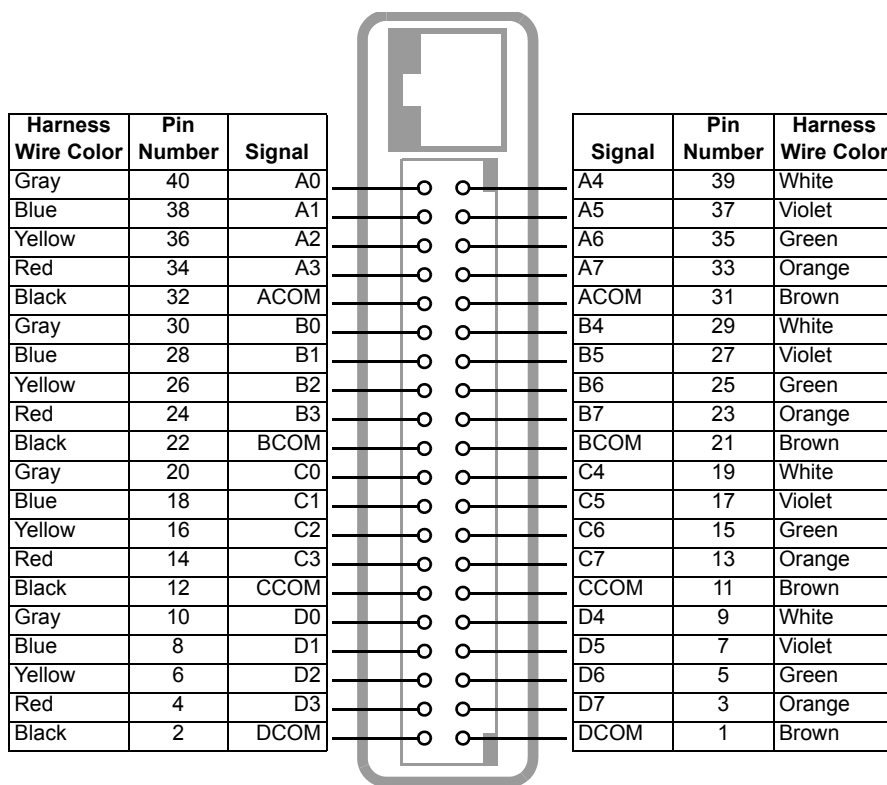 Harness Wire Color Pin Number Signal Signal Pin Number Harness Wire Color
Gray 40 A0 A4 39 White
Blue 38 A1 A5 37 Violet
Yellow 36 A2 A6 35 Green
Red 34 A3 A7 33 Orange
Black 32 ACOM ACOM 31 Brown
Gray 30 B0 B4 29 White
Blue 28 B1 B5 27 Violet
Yellow 26 B2 B6 25 Green
Red 24 B3 B7 23 Orange
Black 22 BCOM BCOM 21 Brown
Gray 20 C0 C4 19 White
Blue 18 C1 C5 17 Violet
Yellow 16 C2 C6 15 Green
Red 14 C3 C7 13 Orange
Black 12 CCOM CCOM 11 Brown
Gray 10 D0 D4 9 White
Blue 8 D1 D5 7 Violet
Yellow 6 D2 D6 5 Green
Red 4 D3 D7 3 Orange
Black 2 DCOM DCOM 1 Brown